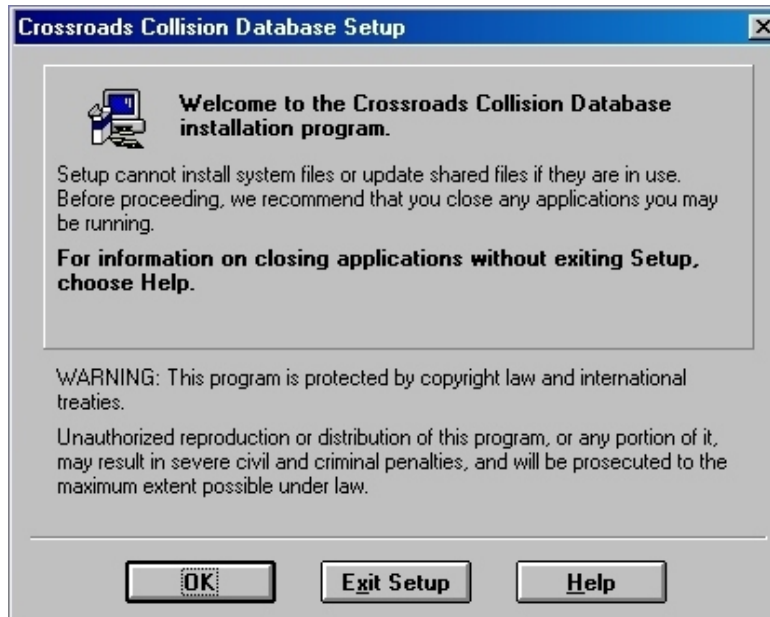 Crossroads Collision Database Setup
Welcome to the Crossroads Collision Database
installation program.
Setup cannot install system files or update shared files if they are in use.
Before proceeding, we recommend that you close any applications you may
be running.
For information on closing applications without exiting Setup,
choose Help.
WARNING: This program is protected by copyright law and international
treaties.
Unauthorized reproduction or distribution of this program, or any portion of it,
may result in severe civil and criminal penalties, and will be prosecuted to the
maximum extent possible under law.
OK
Exit Setup
Help